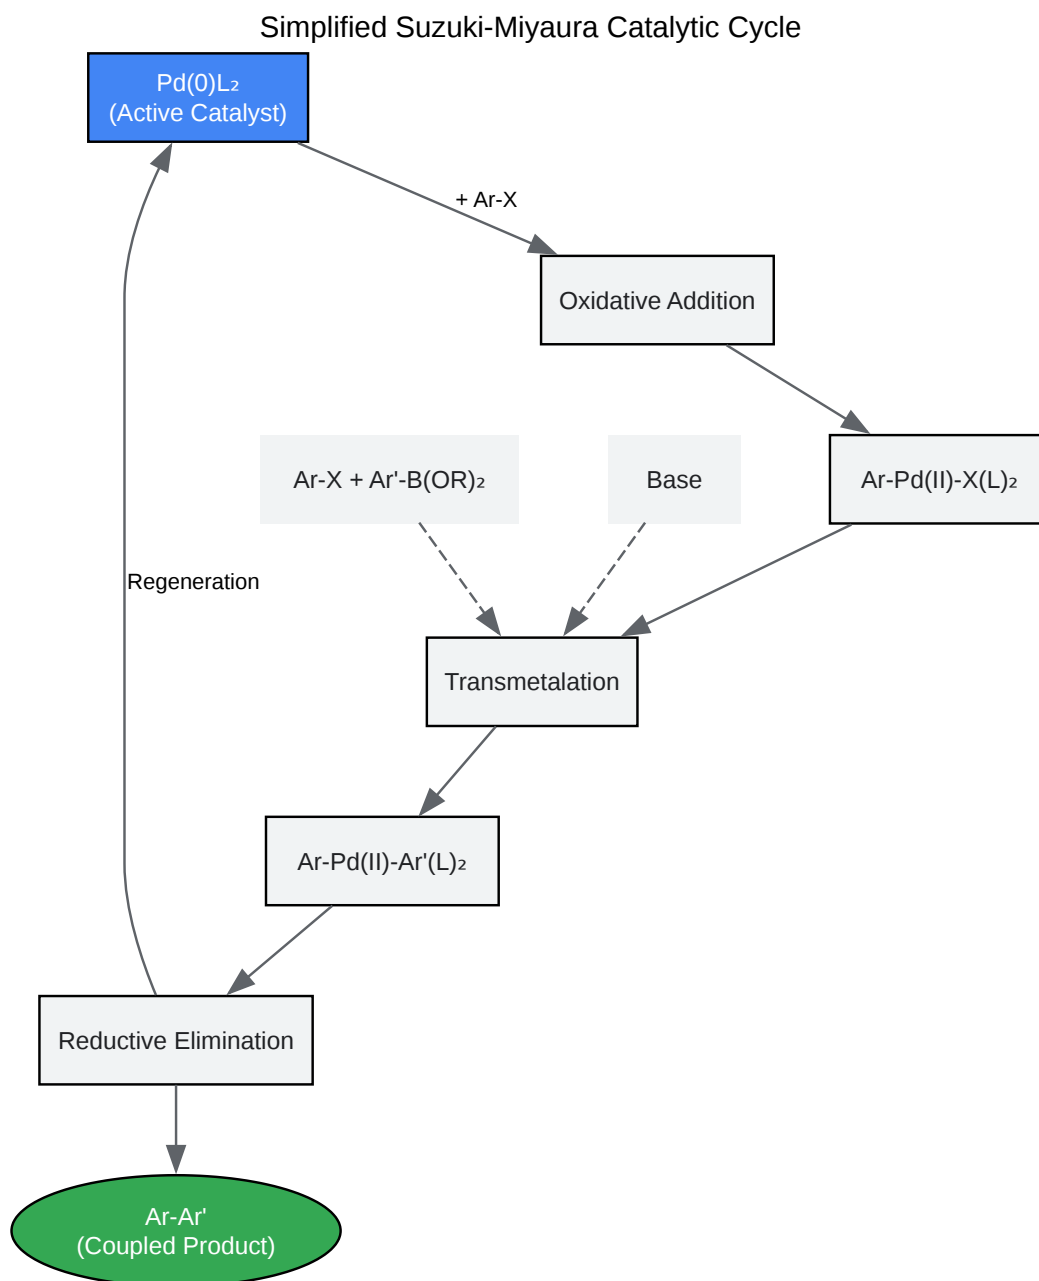 Simplified Suzuki-Miyaura Catalytic Cycle
Pd(0)L₂
(Active Catalyst)
+ Ar-X
Oxidative Addition
Ar-X + Ar'-B(OR)₂
Base
Ar-Pd(II)-X(L)₂
Regeneration
Transmetalation
Ar-Pd(II)-Ar'(L)₂
Reductive Elimination
Ar-Ar'
(Coupled Product)